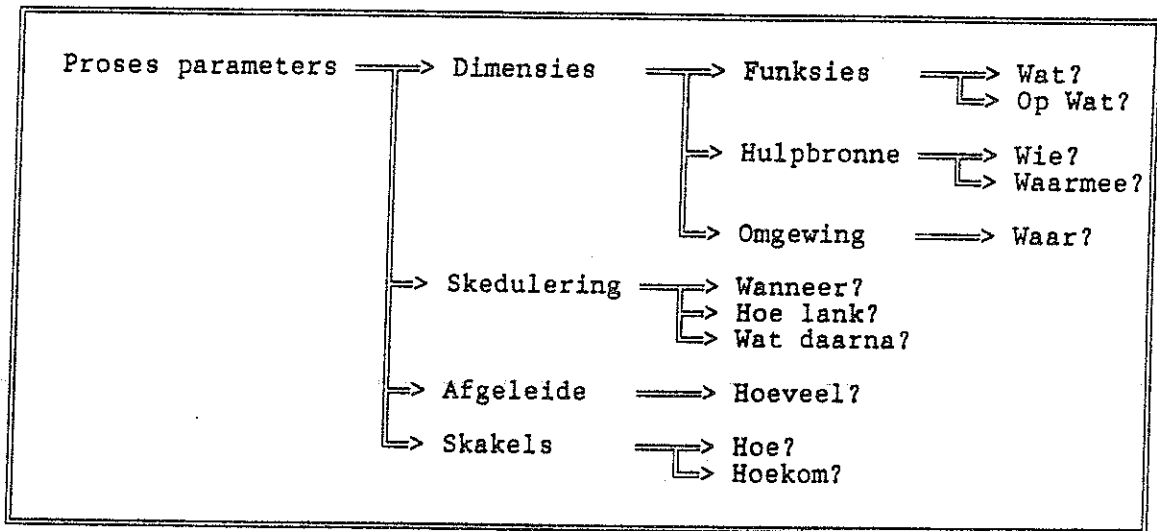 Proses parameters ══> Dimensies ══> Funksies ══> Wat?
══> Op Wat?
══> Hulpbronne ══> Wie?
══> Waarmee?
══> Omgewing ══> Waar?
══> Skedulering ══> Wanneer?
══> Hoe lank?
══> Wat daarna?
══> Afgeleide ══> Hoeveel?
══> Skakels ══> Hoe?
══> Hoekom?